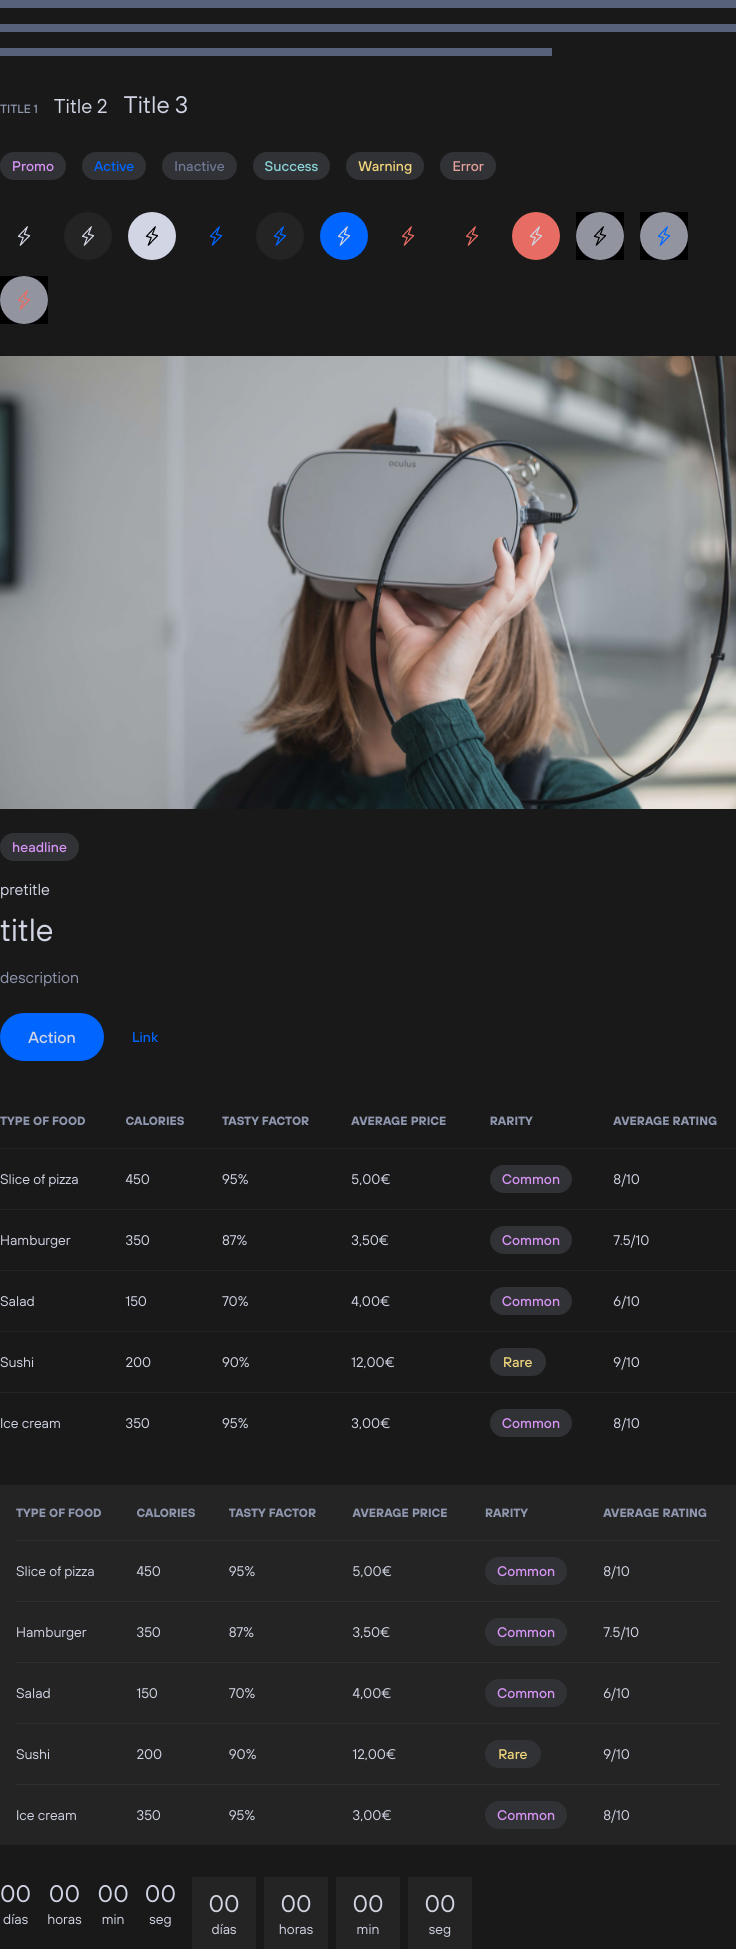 TITLE 1 Title 2 Title 3
Promo Active Inactive Success Warning Error
oculus
headline
pretitle
title
description
Action Link
TYPE OF FOOD CALORIES TASTY FACTOR AVERAGE PRICE RARITY AVERAGE RATING
Slice of pizza 450 95% 5,00€ Common 8/10
Hamburger 350 87% 3,50€ Common 7.5/10
Salad 150 70% 4,00€ Common 6/10
Sushi 200 90% 12,00€ Rare 9/10
Ice cream 350 95% 3,00€ Common 8/10
TYPE OF FOOD CALORIES TASTY FACTOR AVERAGE PRICE RARITY AVERAGE RATING
Slice of pizza 450 95% 5,00€ Common 8/10
Hamburger 350 87% 3,50€ Common 7.5/10
Salad 150 70% 4,00€ Common 6/10
Sushi 200 90% 12,00€ Rare 9/10
Ice cream 350 95% 3,00€ Common 8/10
00 00 00 00 00 00 00 00
días horas min seg días horas min seg